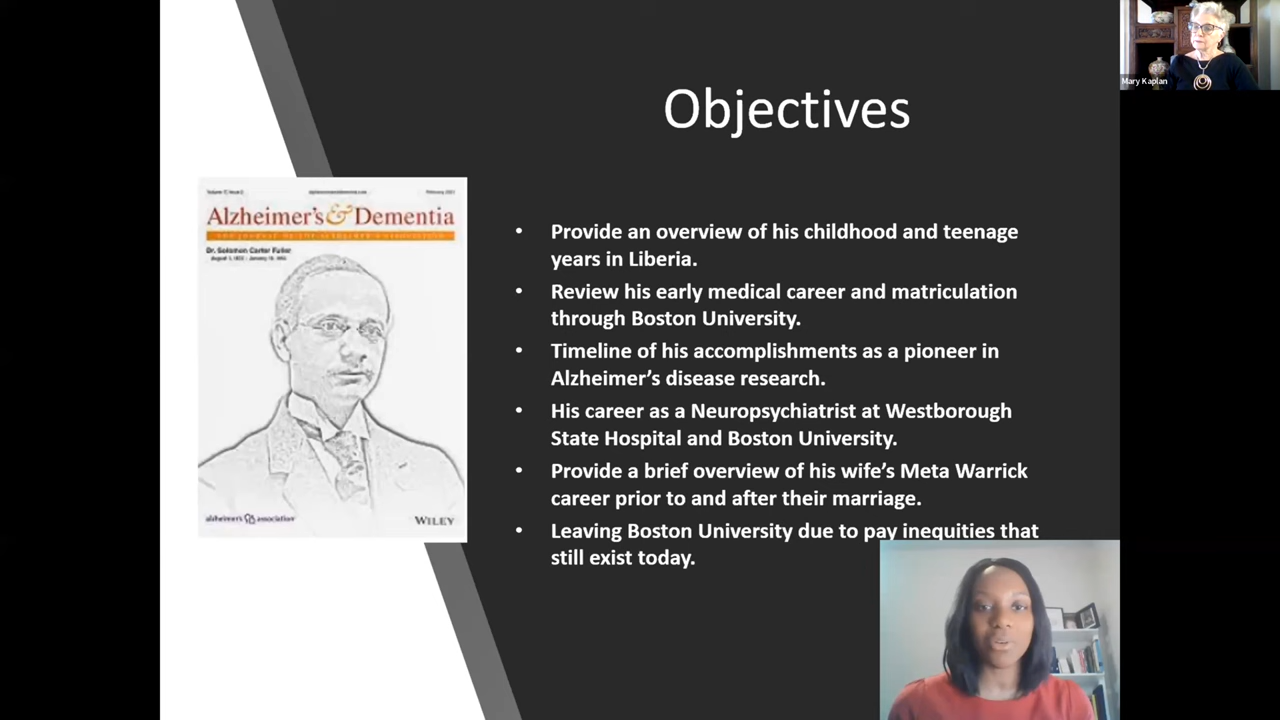 Objectives
Mary Kaplan
Alzheimer's & Dementia
Dr. Solomon Carter Fuller
alzheimer's association
WILEY
• Provide an overview of his childhood and teenage
years in Liberia.
• Review his early medical career and matriculation
through Boston University.
• Timeline of his accomplishments as a pioneer in
Alzheimer's disease research.
• His career as a Neuropsychiatrist at Westborough
State Hospital and Boston University.
• Provide a brief overview of his wife's Meta Warrick
career prior to and after their marriage.
• Leaving Boston University due to pay inequities that
still exist today.